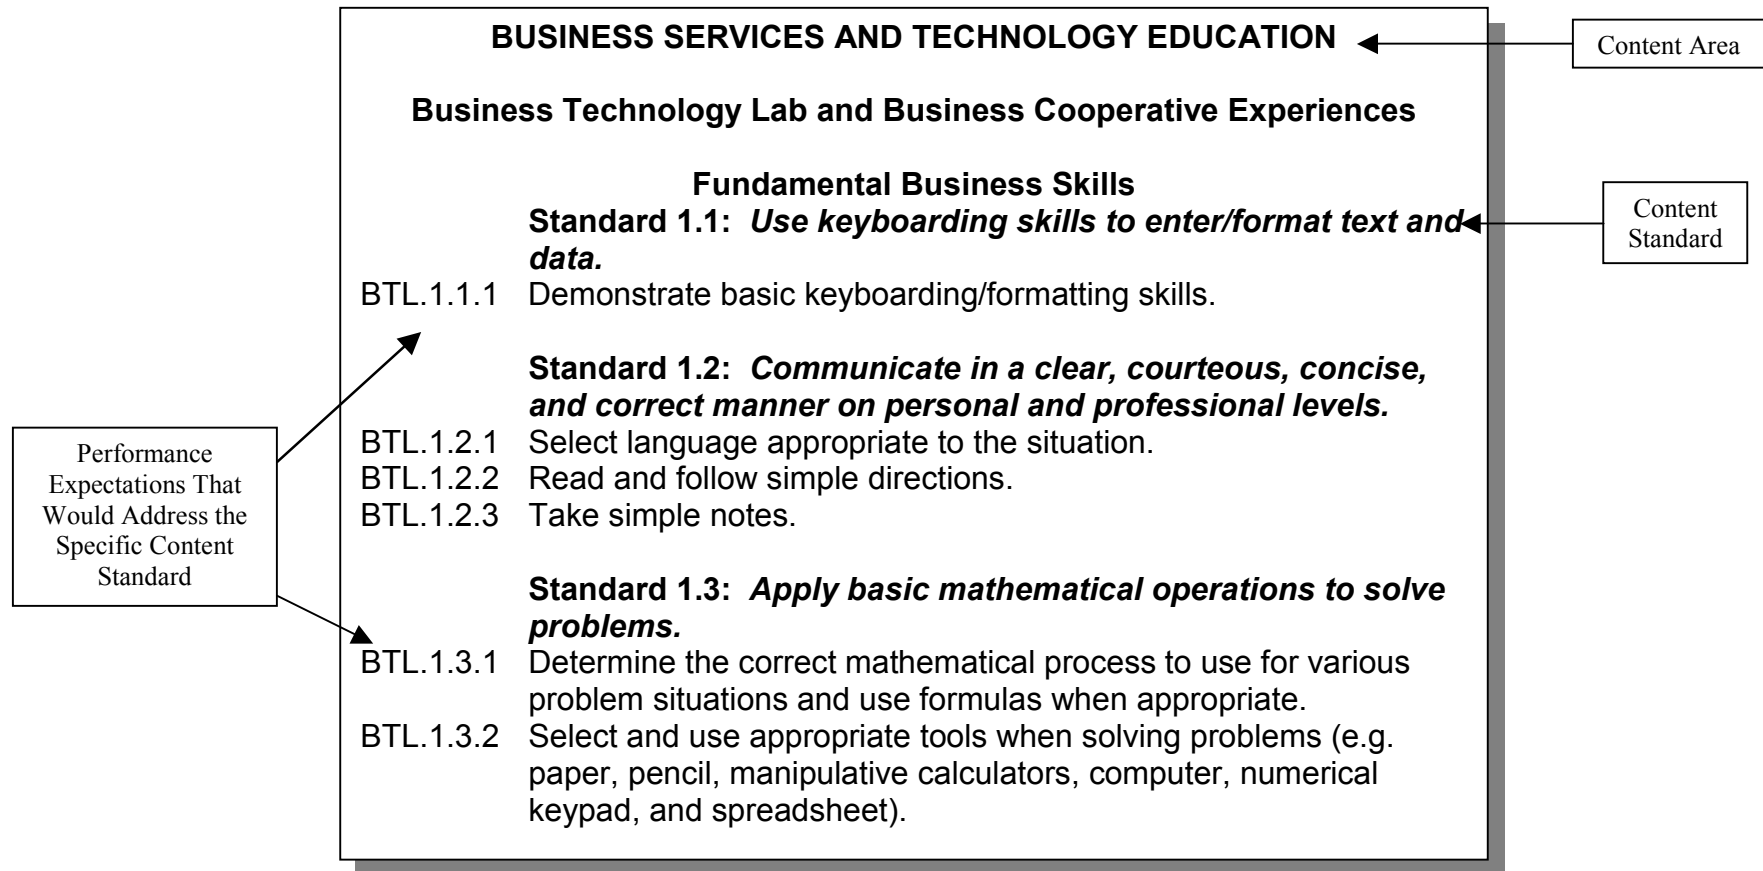 BUSINESS SERVICES AND TECHNOLOGY EDUCATION
Content Area
Business Technology Lab and Business Cooperative Experiences
Fundamental Business Skills
Standard 1.1: Use keyboarding skills to enter/format text and
data.
Content
Standard
BTL.1.1.1 Demonstrate basic keyboarding/formatting skills.
Standard 1.2: Communicate in a clear, courteous, concise,
and correct manner on personal and professional levels.
BTL.1.2.1 Select language appropriate to the situation.
BTL.1.2.2 Read and follow simple directions.
BTL.1.2.3 Take simple notes.
Performance
Expectations That
Would Address the
Specific Content
Standard
Standard 1.3: Apply basic mathematical operations to solve
problems.
BTL.1.3.1 Determine the correct mathematical process to use for various
problem situations and use formulas when appropriate.
BTL.1.3.2 Select and use appropriate tools when solving problems (e.g.
paper, pencil, manipulative calculators, computer, numerical
keypad, and spreadsheet).